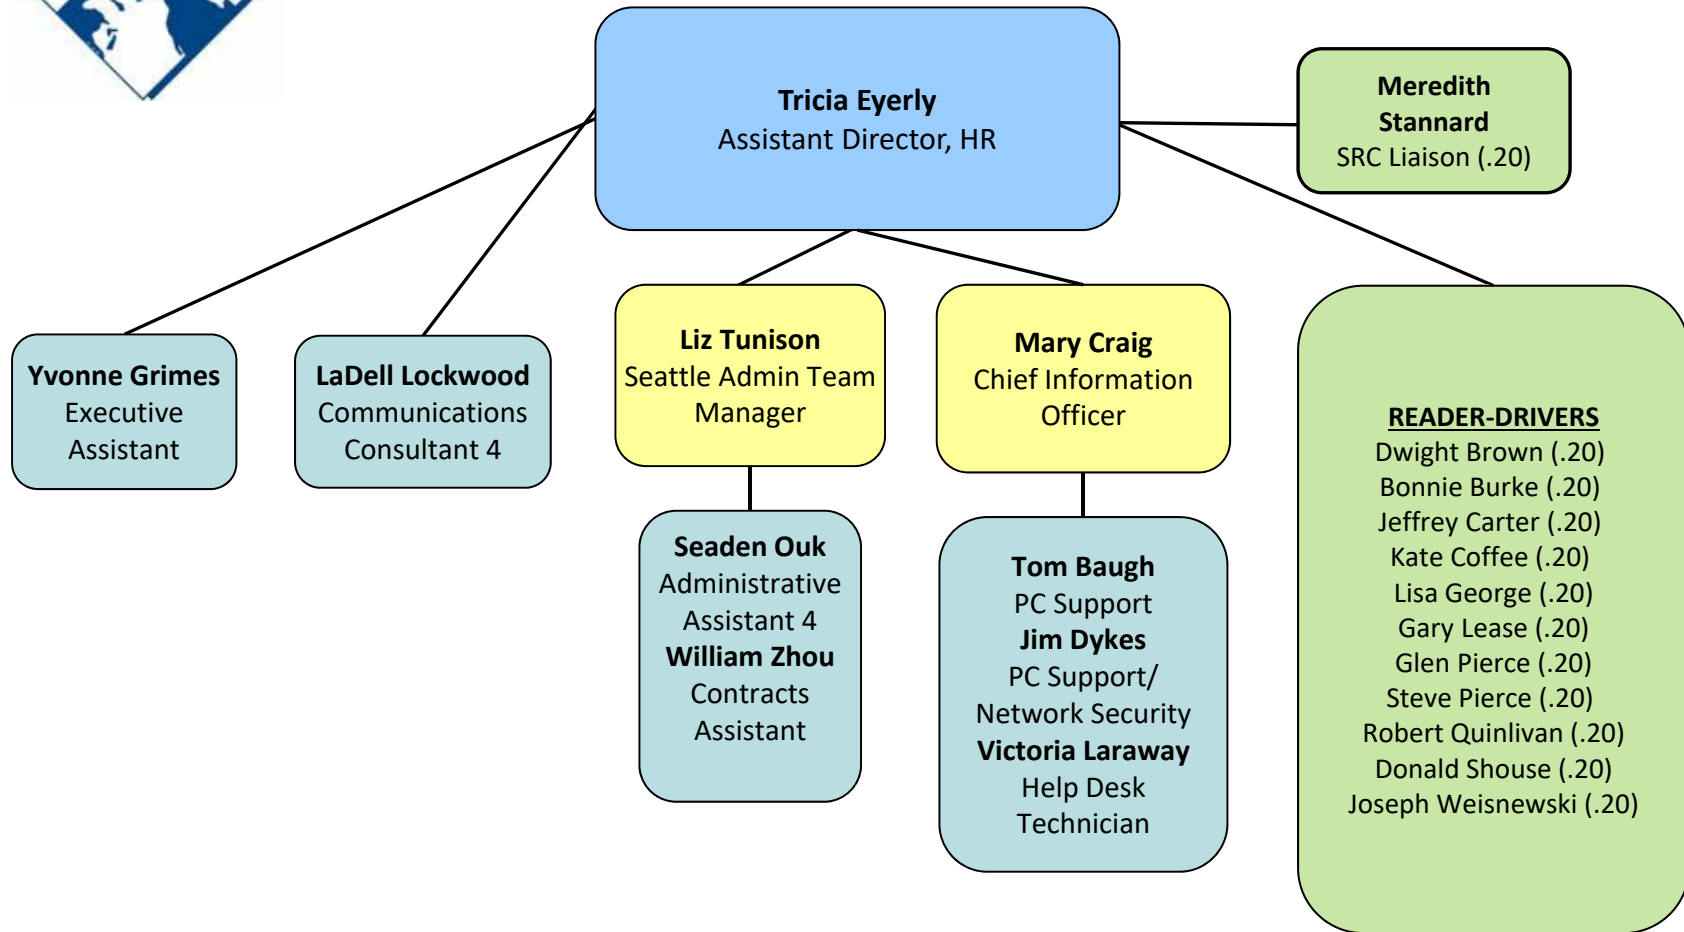 Tricia Eyerly
Assistant Director, HR
Meredith
Stannard
SRC Liaison (.20)
Yvonne Grimes
Executive
Assistant
LaDell Lockwood
Communications
Consultant 4
Liz Tunison
Seattle Admin Team
Manager
Mary Craig
Chief Information
Officer
Seaden Ouk
Administrative
Assistant 4
William Zhou
Contracts
Assistant
Tom Baugh
PC Support
Jim Dykes
PC Support/
Network Security
Victoria Laraway
Help Desk
Technician
READER-DRIVERS
Dwight Brown (.20)
Bonnie Burke (.20)
Jeffrey Carter (.20)
Kate Coffee (.20)
Lisa George (.20)
Gary Lease (.20)
Glen Pierce (.20)
Steve Pierce (.20)
Robert Quinlivan (.20)
Donald Shouse (.20)
Joseph Weisnewski (.20)